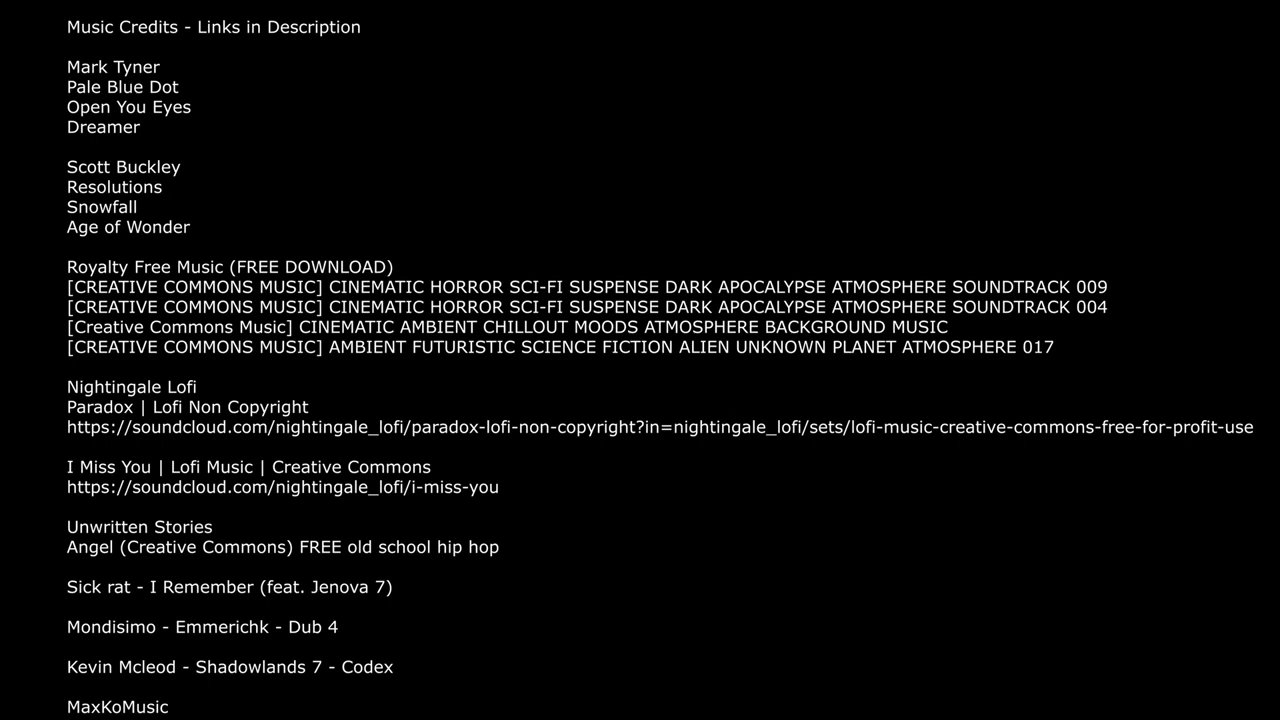 Music Credits - Links in Description
Mark Tyner
Pale Blue Dot
Open You Eyes
Dreamer
Scott Buckley
Resolutions
Snowfall
Age of Wonder
Royalty Free Music (FREE DOWNLOAD)
[CREATIVE COMMONS MUSIC] CINEMATIC HORROR SCI-FI SUSPENSE DARK APOCALYPSE ATMOSPHERE SOUNDTRACK 009
[CREATIVE COMMONS MUSIC] CINEMATIC HORROR SCI-FI SUSPENSE DARK APOCALYPSE ATMOSPHERE SOUNDTRACK 004
[Creative Commons Music] CINEMATIC AMBIENT CHILLOUT MOODS ATMOSPHERE BACKGROUND MUSIC
[CREATIVE COMMONS MUSIC] AMBIENT FUTURISTIC SCIENCE FICTION ALIEN UNKNOWN PLANET ATMOSPHERE 017
Nightingale Lofi
Paradox | Lofi Non Copyright
https://soundcloud.com/nightingale_lofi/paradox-lofi-non-copyright?in=nightingale_lofi/sets/lofi-music-creative-commons-free-for-profit-use
I Miss You | Lofi Music | Creative Commons
https://soundcloud.com/nightingale_lofi/i-miss-you
Unwritten Stories
Angel (Creative Commons) FREE old school hip hop
Sick rat - I Remember (feat. Jenova 7)
Mondisimo - Emmerichk - Dub 4
Kevin Mcleod - Shadowlands 7 - Codex
MaxKoMusic